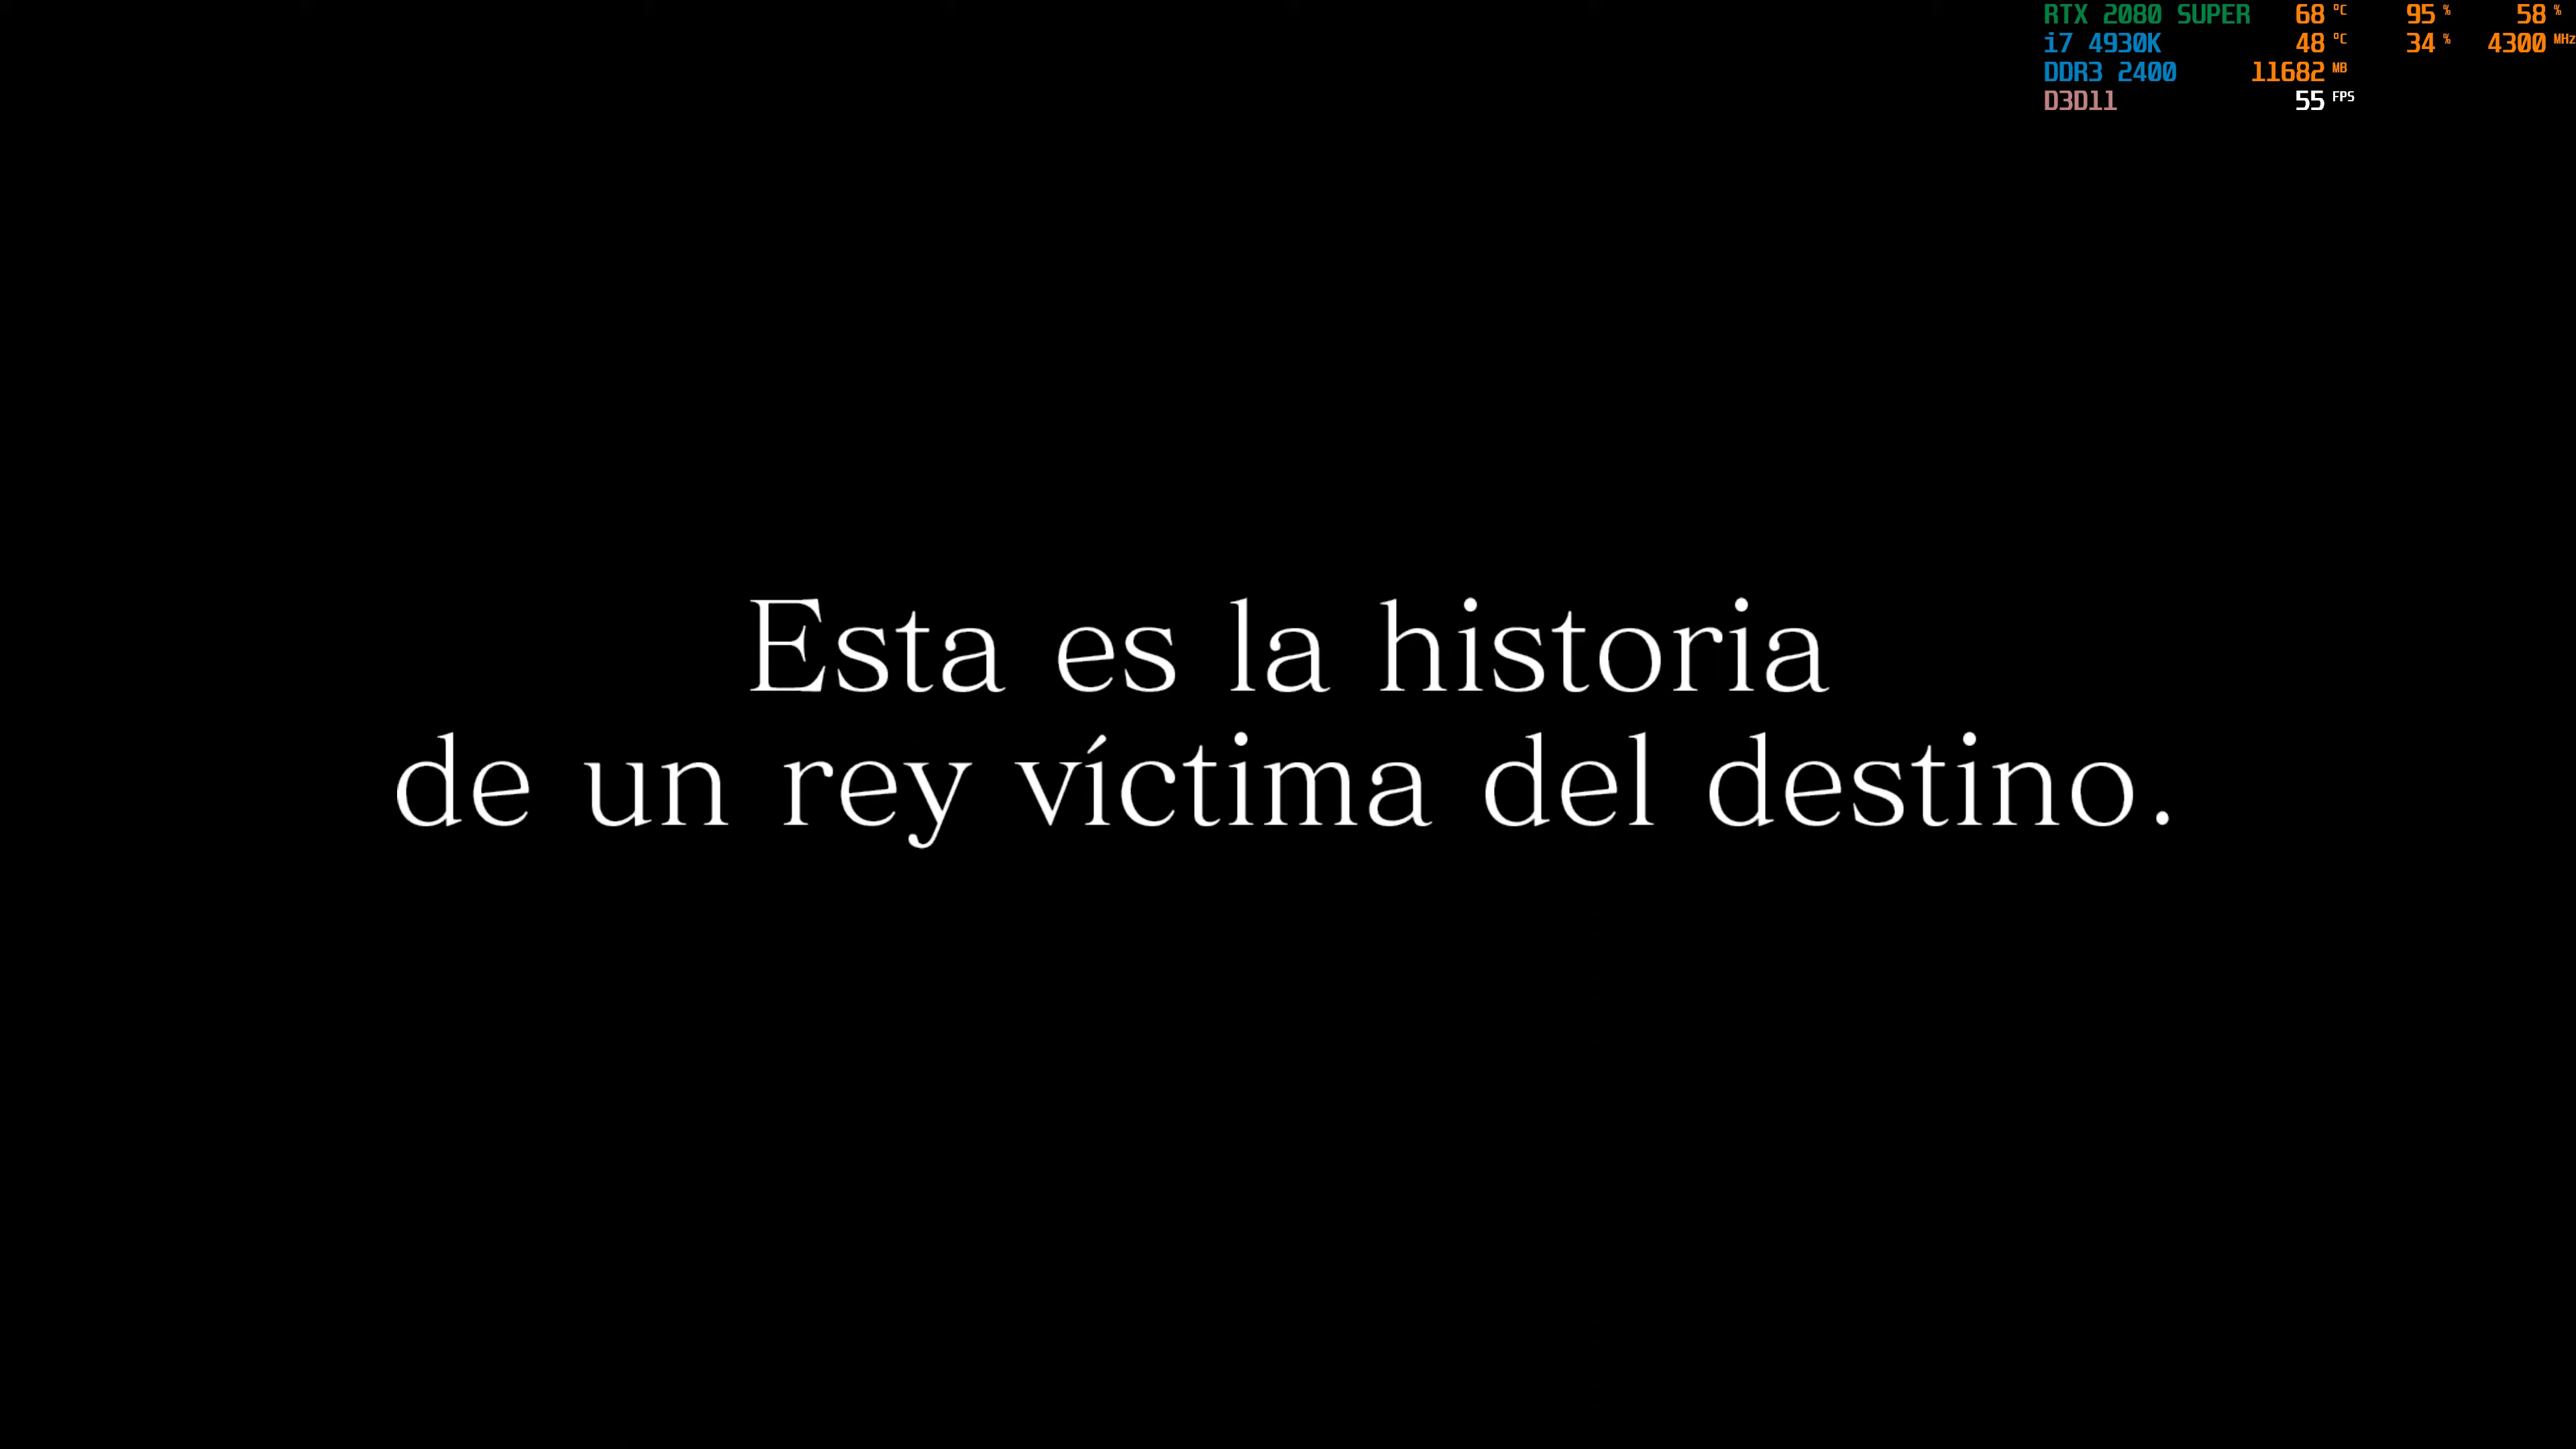 RTX 2080 SUPER 68 °C 95 % 58 %
i7 4930K 48 °C 34 % 4300 MHz
DDR3 2400 11682 MB
D3D11 55 FPS
Esta es la historia
de un rey víctima del destino.